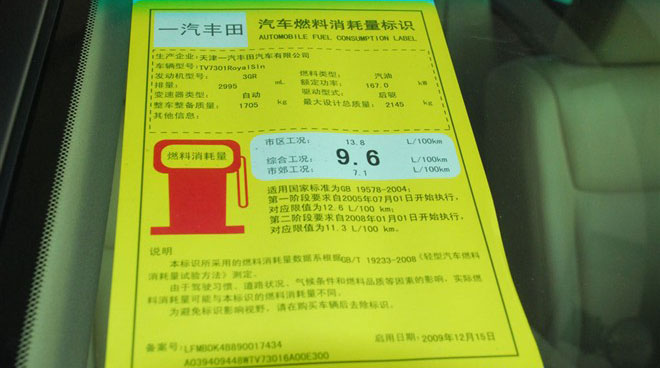 一汽丰田
汽车燃料消耗量标识
AUTOMOBILE FUEL CONSUMPTION LABEL
生产企业: 天津一汽丰田汽车有限公司
车辆型号: TV7301RoyalSin
发动机型号: 3GR 燃料类型: 汽油
排量: 2995 mL 额定功率: 167.0 kW
变速器类型: 自动 驱动型式: 后驱
整车整备质量: 1705 kg 最大设计总质量: 2145 kg
其他信息:
燃料消耗量
市区工况: 13.8 L/100km
综合工况: 9.6 L/100km
市郊工况: 7.1 L/100km
适用国家标准为GB 19578-2004;
第一阶段要求自2005年07月01日开始执行,
对应限值为12.6 L/100 km;
第二阶段要求自2008年01月01日开始执行,
对应限值为11.3 L/100 km;
说明
本标识所采用的燃料消耗量数据系根据GB/T 19233-2008《轻型汽车燃料
消耗量试验方法》测定。
由于驾驶习惯、道路状况、气候条件和燃料品质等因素的影响, 实际燃
料消耗量可能与本标识的燃料消耗量不同。
为避免标识影响视野, 请在购买车辆后去除标识。
备案号: LFMBOK4B890017434 启用日期: 2009年12月15日
A039409448WTV73016A00E300